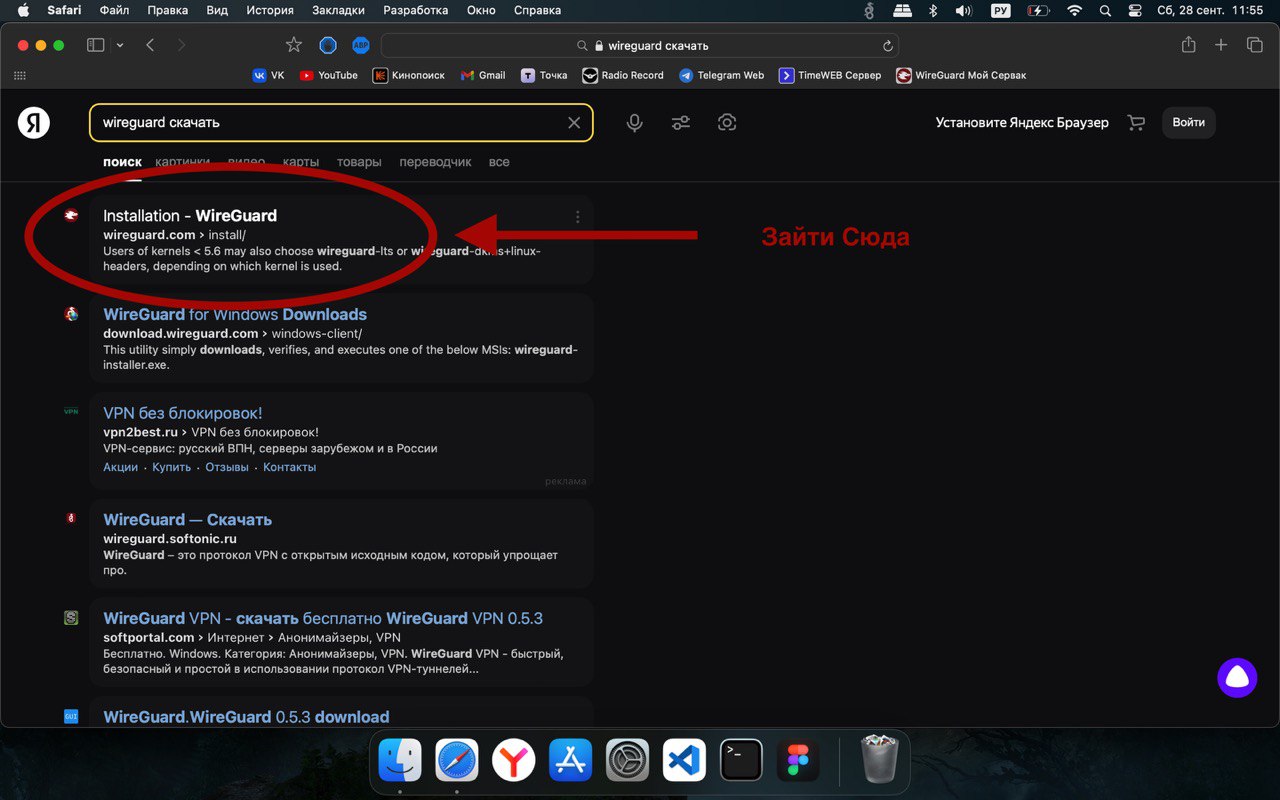 Safari Файл Правка Вид История Закладки Разработка Окно Справка РУ Сб, 28 сент. 11:55
ABP wireguard скачать
VK YouTube Кинопоиск Gmail Точка Radio Record Telegram Web TimeWEB Сервер WireGuard Мой Сервак
Я wireguard скачать Установите Яндекс Браузер Войти
поиск картинки видео карты товары переводчик все
Installation - WireGuard
wireguard.com › install/
Users of kernels < 5.6 may also choose wireguard-lts or wireguard-dkms+linux-
headers, depending on which kernel is used.
Зайти Сюда
WireGuard for Windows Downloads
download.wireguard.com › windows-client/
This utility simply downloads, verifies, and executes one of the below MSIs: wireguard-
installer.exe.
VPN VPN без блокировок!
vpn2best.ru › VPN без блокировок!
VPN-сервис: русский ВПН, серверы зарубежом и в России
Акции · Купить · Отзывы · Контакты
реклама
WireGuard — Скачать
wireguard.softonic.ru
WireGuard – это протокол VPN с открытым исходным кодом, который упрощает
про.
WireGuard VPN - скачать бесплатно WireGuard VPN 0.5.3
softportal.com › Интернет › Анонимайзеры, VPN
Бесплатно. Windows. Категория: Анонимайзеры, VPN. WireGuard VPN - быстрый,
безопасный и простой в использовании протокол VPN-туннелей...
GUI WireGuard.WireGuard 0.5.3 download